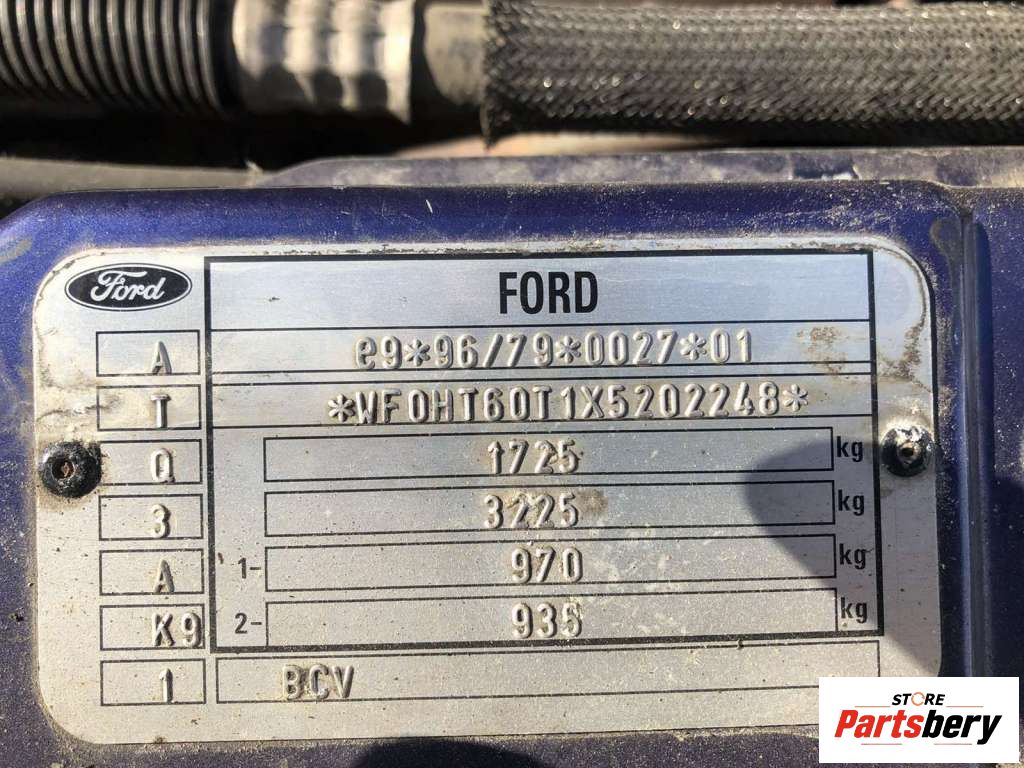 Ford FORD
A e9*96/79*0027*01
T *WF0HT60T1X5202248*
Q 1725 kg
3 3225 kg
A 1- 970 kg
K9 2- 935 kg
1 BCV
STORE
Partsbery